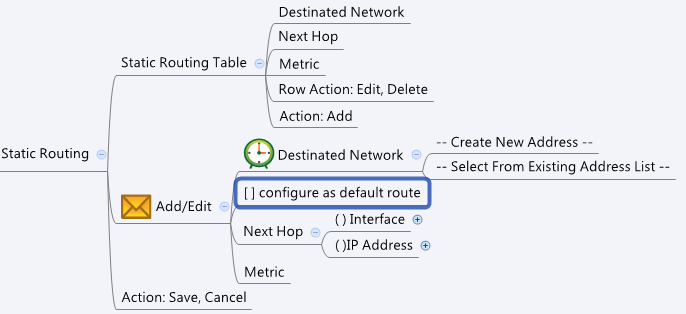 Static Routing
Static Routing Table
Destinated Network
Next Hop
Metric
Row Action: Edit, Delete
Action: Add
Add/Edit
Destinated Network
-- Create New Address --
-- Select From Existing Address List --
[ ] configure as default route
Next Hop
( ) Interface
( )IP Address
Metric
Action: Save, Cancel